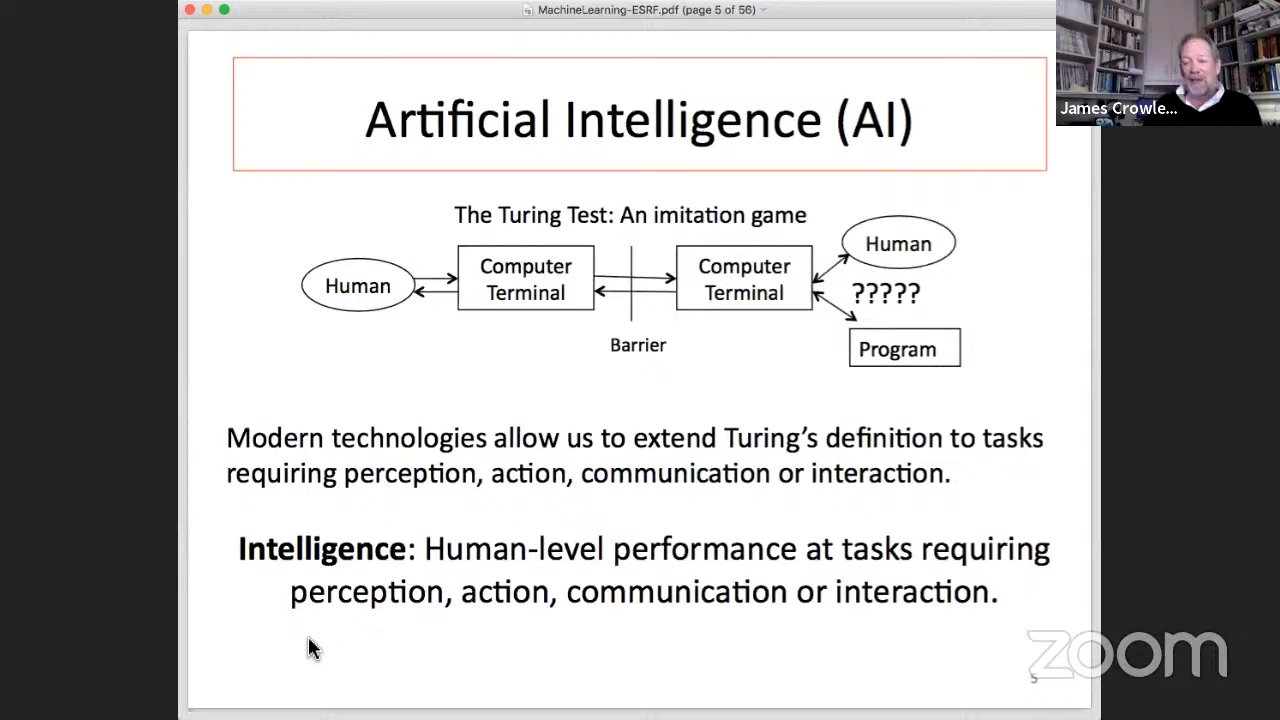 MachineLearning-ESRF.pdf (page 5 of 56)
James Crowle...
Artificial Intelligence (AI)
The Turing Test: An imitation game
Human
Computer
Terminal
Computer
Terminal
Human
?????
Program
Barrier
Modern technologies allow us to extend Turing’s definition to tasks
requiring perception, action, communication or interaction.
Intelligence: Human-level performance at tasks requiring
perception, action, communication or interaction.
zoom
5